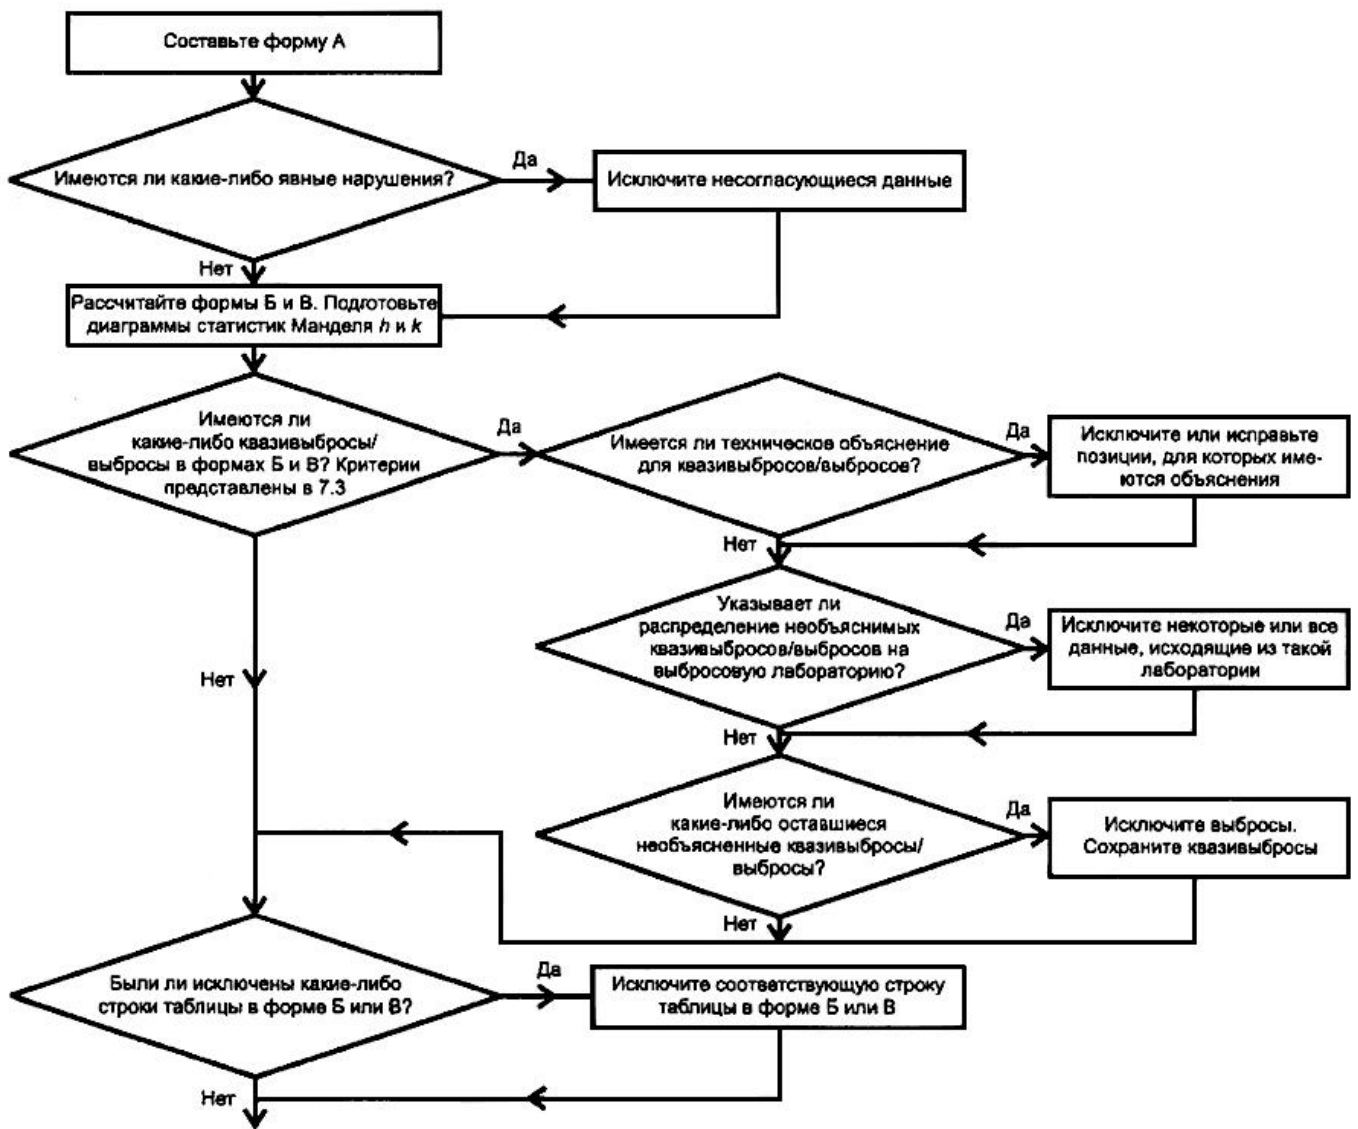 Составьте форму А
Имеются ли какие-либо явные нарушения?
Да
Исключите несогласующиеся данные
Нет
Рассчитайте формы Б и В. Подготовьте
диаграммы статистик Манделя h и k
Имеются ли
какие-либо квазивыбросы/
выбросы в формах Б и В? Критерии
представлены в 7.3
Да
Имеется ли техническое объяснение
для квазивыбросов/выбросов?
Да
Исключите или исправьте
позиции, для которых име-
ются объяснения
Нет
Указывает ли
распределение необъяснимых
квазивыбросов/выбросов на
выбросовую лабораторию?
Да
Исключите некоторые или все
данные, исходящие из такой
лаборатории
Нет
Нет
Имеются ли
какие-либо оставшиеся
необъясненные квазивыбросы/
выбросы?
Да
Исключите выбросы.
Сохраните квазивыбросы
Нет
Были ли исключены какие-либо
строки таблицы в форме Б или В?
Да
Исключите соответствующую строку
таблицы в форме Б или В
Нет